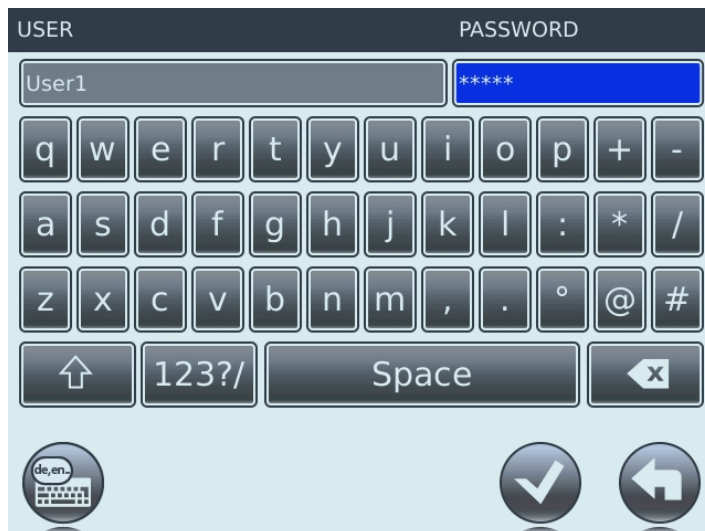 USER PASSWORD
User1 *****
q w e r t y u i o p + -
a s d f g h j k l : * /
z x c v b n m , . ° @ #
123?/ Space x
de,en..